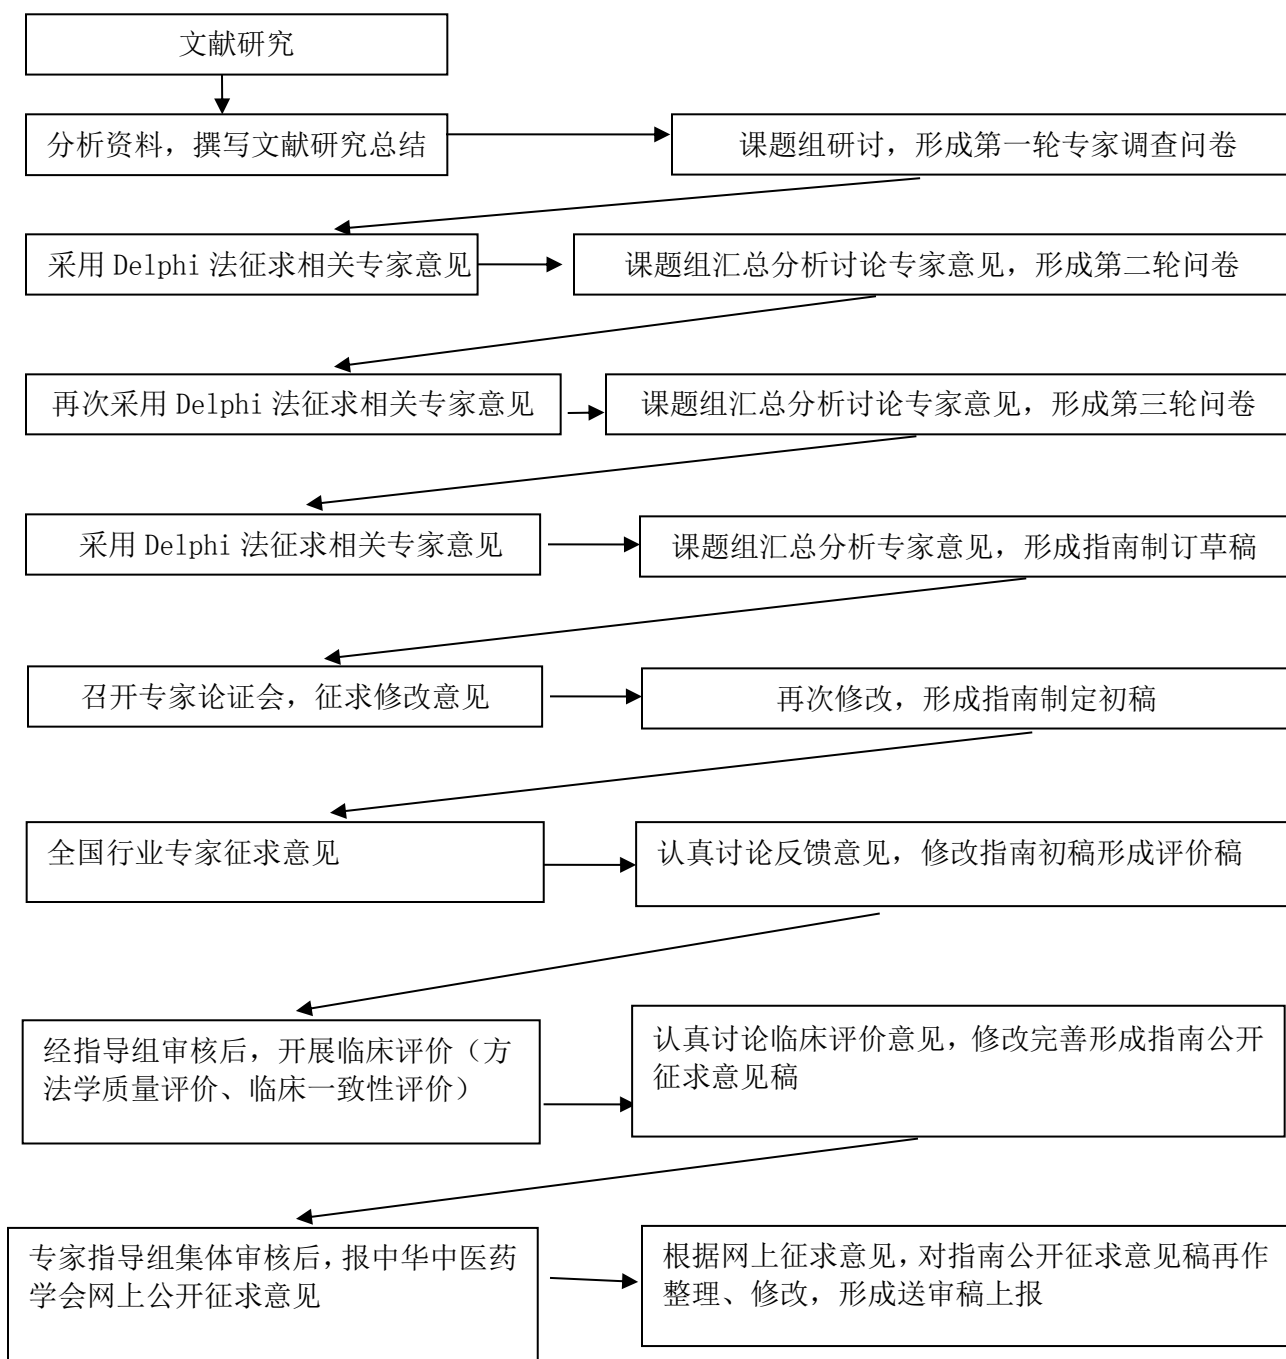 文献研究
分析资料，撰写文献研究总结
课题组研讨，形成第一轮专家调查问卷
采用 Delphi 法征求相关专家意见
课题组汇总分析讨论专家意见，形成第二轮问卷
再次采用 Delphi 法征求相关专家意见
课题组汇总分析讨论专家意见，形成第三轮问卷
采用 Delphi 法征求相关专家意见
课题组汇总分析专家意见，形成指南制订草稿
召开专家论证会，征求修改意见
再次修改，形成指南制定初稿
全国行业专家征求意见
认真讨论反馈意见，修改指南初稿形成评价稿
经指导组审核后，开展临床评价（方
法学质量评价、临床一致性评价）
认真讨论临床评价意见，修改完善形成指南公开
征求意见稿
专家指导组集体审核后，报中华中医药
学会网上公开征求意见
根据网上征求意见，对指南公开征求意见稿再作
整理、修改，形成送审稿上报